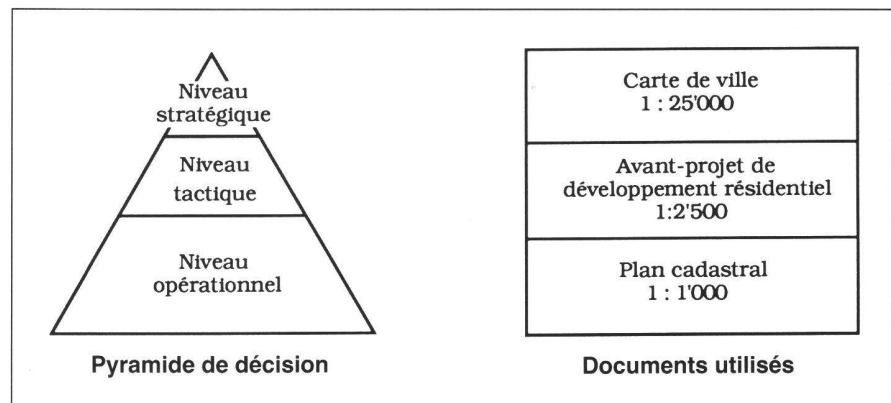 Niveau
stratégique
Niveau
tactique
Niveau
opérationnel
Pyramide de décision
Carte de ville
1 : 25'000
Avant-projet de
développement résidentiel
1:2'500
Plan cadastral
1 : 1'000
Documents utilisés